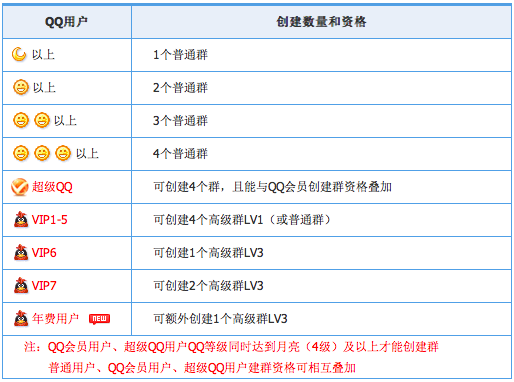 QQ用户 创建数量和资格
以上 1个普通群
以上 2个普通群
以上 3个普通群
以上 4个普通群
超级QQ 可创建4个群，且能与QQ会员创建群资格叠加
VIP1-5 可创建4个高级群LV1（或普通群）
VIP6 可创建1个高级群LV3
VIP7 可创建2个高级群LV3
年费用户 NEW 可额外创建1个高级群LV3
注：QQ会员用户、超级QQ用户QQ等级同时达到月亮（4级）及以上才能创建群
普通用户、QQ会员用户、超级QQ用户建群资格可相互叠加